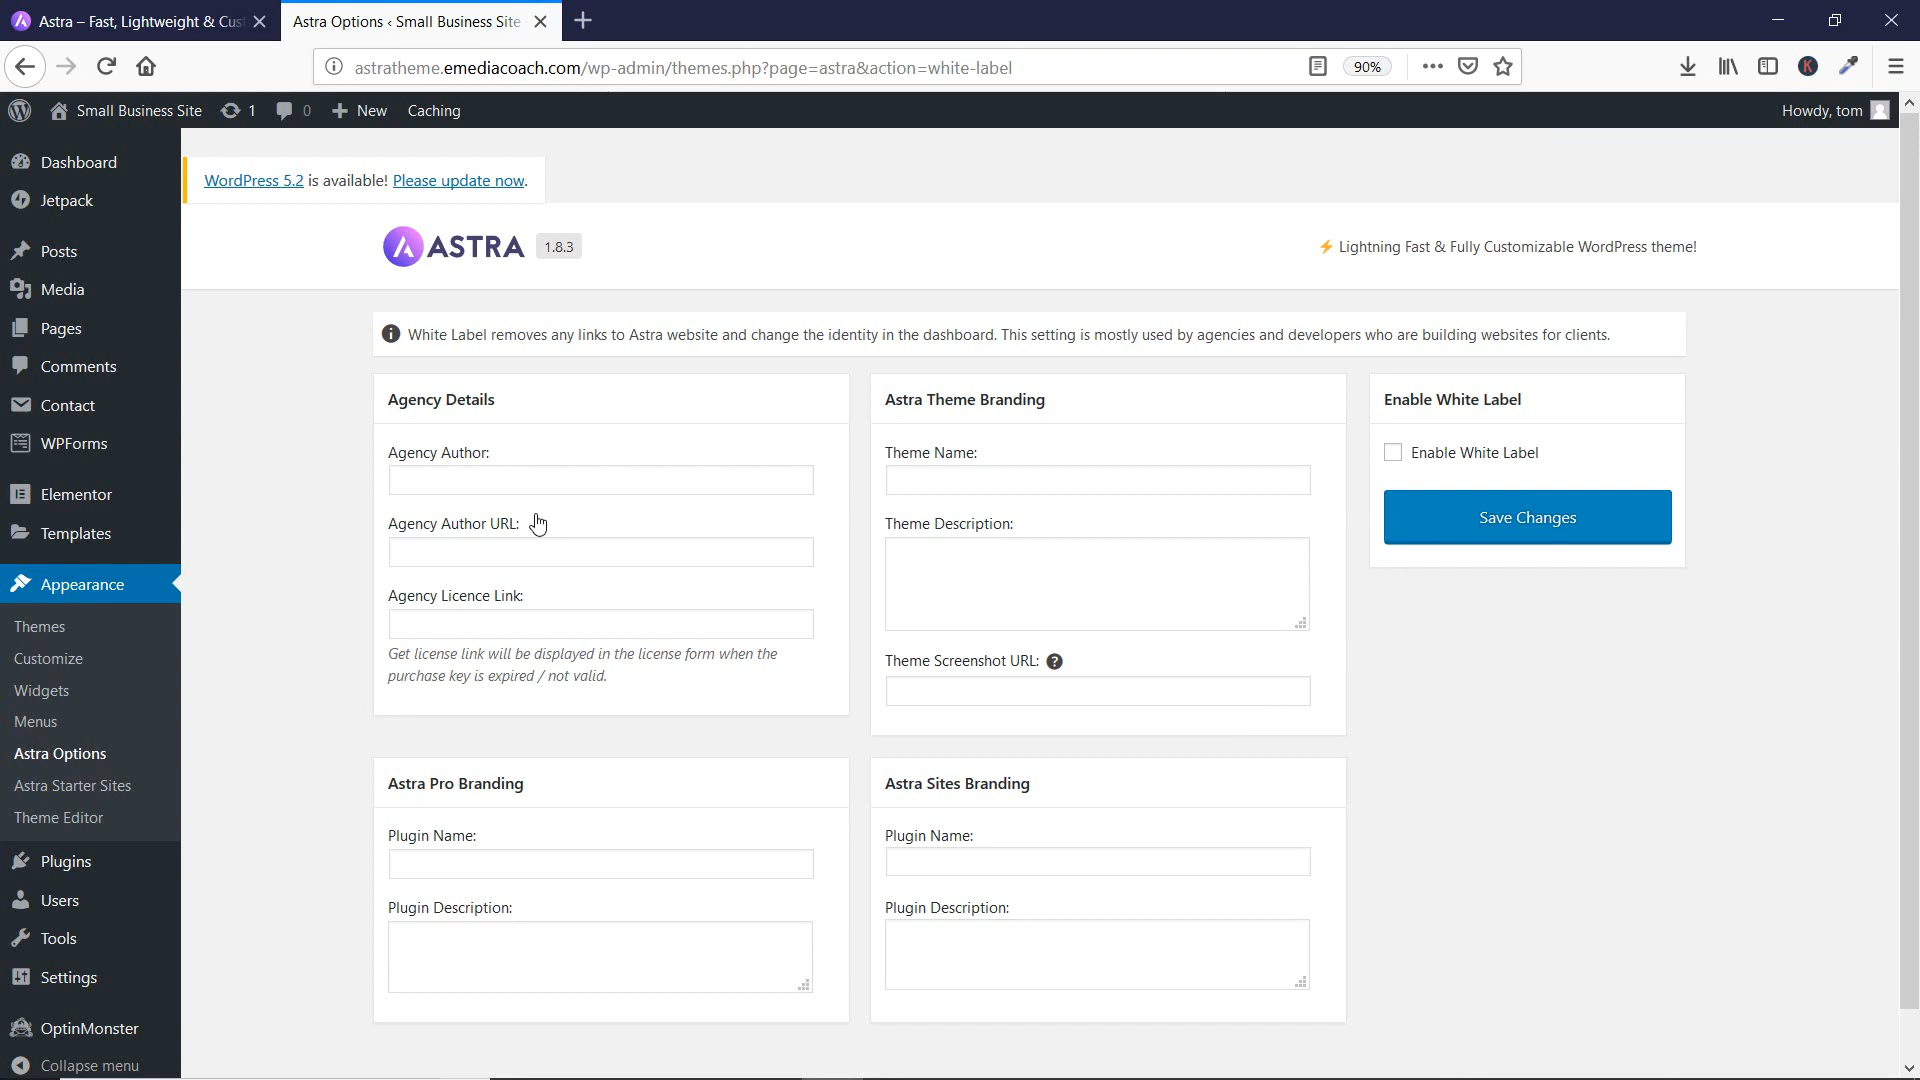 Astra – Fast, Lightweight & Cus
Astra Options ‹ Small Business Site
astratheme.emediacoach.com/wp-admin/themes.php?page=astra&action=white-label
90%
K
Small Business Site
1
0
New
Caching
Howdy, tom
Dashboard
Jetpack
Posts
Media
Pages
Comments
Contact
WPForms
Elementor
Templates
Appearance
Themes
Customize
Widgets
Menus
Astra Options
Astra Starter Sites
Theme Editor
Plugins
Users
Tools
Settings
OptinMonster
Collapse menu
WordPress 5.2 is available! Please update now.
ASTRA 1.8.3
⚡ Lightning Fast & Fully Customizable WordPress theme!
White Label removes any links to Astra website and change the identity in the dashboard. This setting is mostly used by agencies and developers who are building websites for clients.
Agency Details
Agency Author:
Agency Author URL:
Agency Licence Link:
Get license link will be displayed in the license form when the
purchase key is expired / not valid.
Astra Theme Branding
Theme Name:
Theme Description:
Theme Screenshot URL: ?
Enable White Label
Enable White Label
Save Changes
Astra Pro Branding
Plugin Name:
Plugin Description:
Astra Sites Branding
Plugin Name:
Plugin Description: